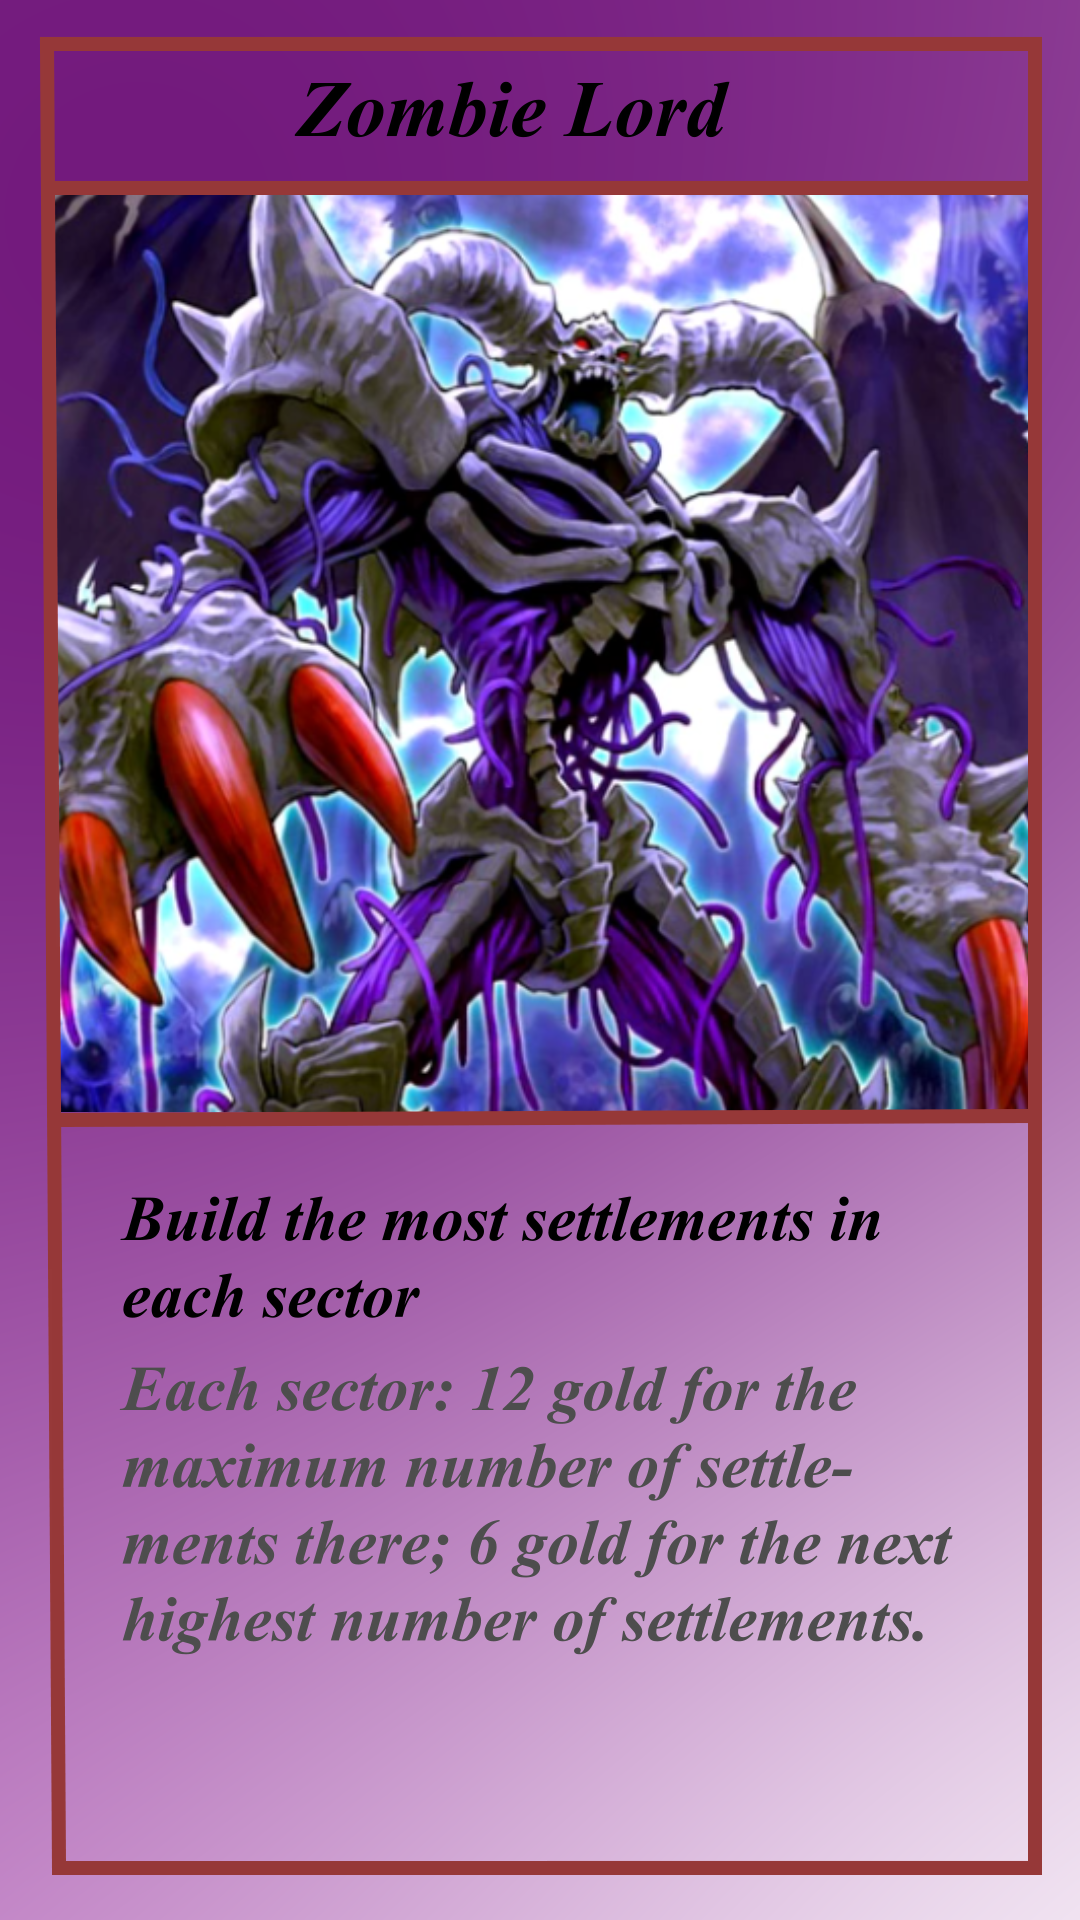 Zombie Lord
Build the most settlements in
each sector
Each sector: 12 gold for the
maximum number of settle-
ments there; 6 gold for the next
highest number of settlements.